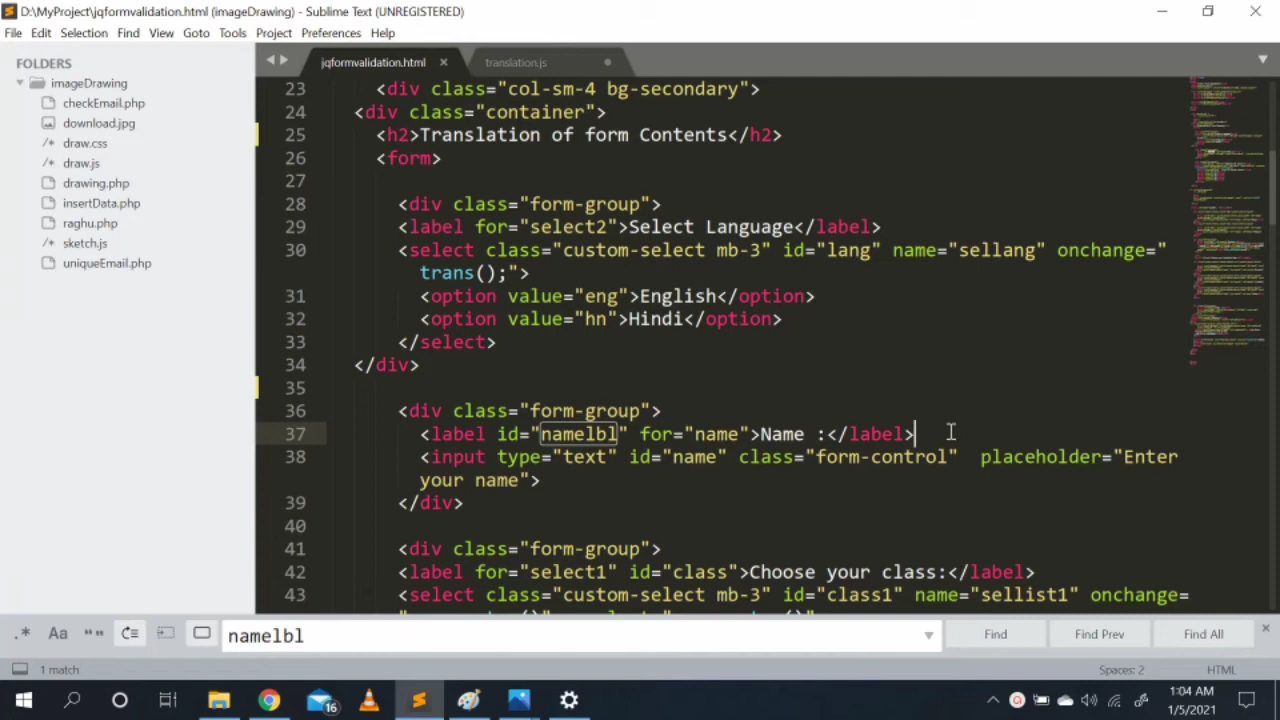 D:\MyProject\jqformvalidation.html (imageDrawing) - Sublime Text (UNREGISTERED)
File Edit Selection Find View Goto Tools Project Preferences Help
FOLDERS
imageDrawing
checkEmail.php
download.jpg
draw.css
draw.js
drawing.php
insertData.php
raghu.php
sketch.js
uniqueEmail.php
jqformvalidation.html × translation.js
23 <div class="col-sm-4 bg-secondary">
24 <div class="container">
25 <h2>Translation of form Contents</h2>
26 <form>
27
28 <div class="form-group">
29 <label for="select2">Select Language</label>
30 <select class="custom-select mb-3" id="lang" name="sellang" onchange="
trans();">
31 <option value="eng">English</option>
32 <option value="hn">Hindi</option>
33 </select>
34 </div>
35
36 <div class="form-group">
37 <label id="namelbl" for="name">Name :</label>
38 <input type="text" id="name" class="form-control"  placeholder="Enter
your name">
39 </div>
40
41 <div class="form-group">
42 <label for="select1" id="class">Choose your class:</label>
43 <select class="custom-select mb-3" id="class1" name="sellist1" onchange=
.* Aa “” namelbl Find Find Prev Find All
1 match Spaces: 2 HTML
16
1:04 AM
1/5/2021